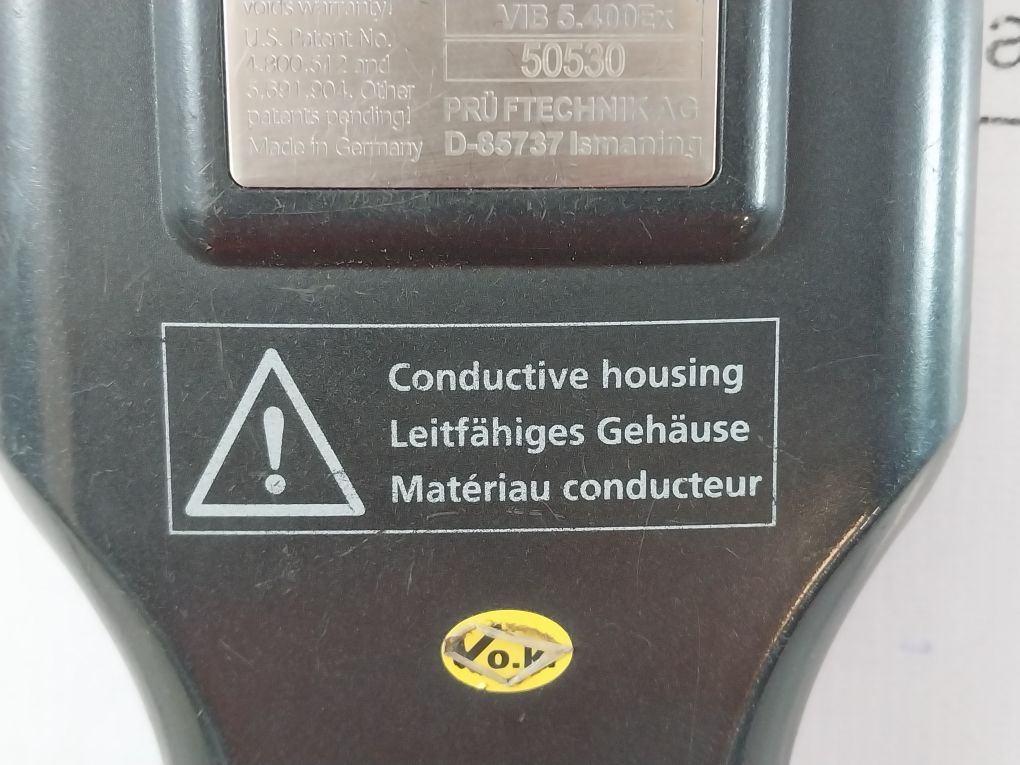 voids warranty!
U.S. Patent No.
4.800.512 and
5,691,904, Other
patents pending!
Made in Germany
VIB 5.400Ex
50530
PRÜFTECHNIK AG
D-85737 Ismaning
Conductive housing
Leitfähiges Gehäuse
Matériau conducteur
o.k.